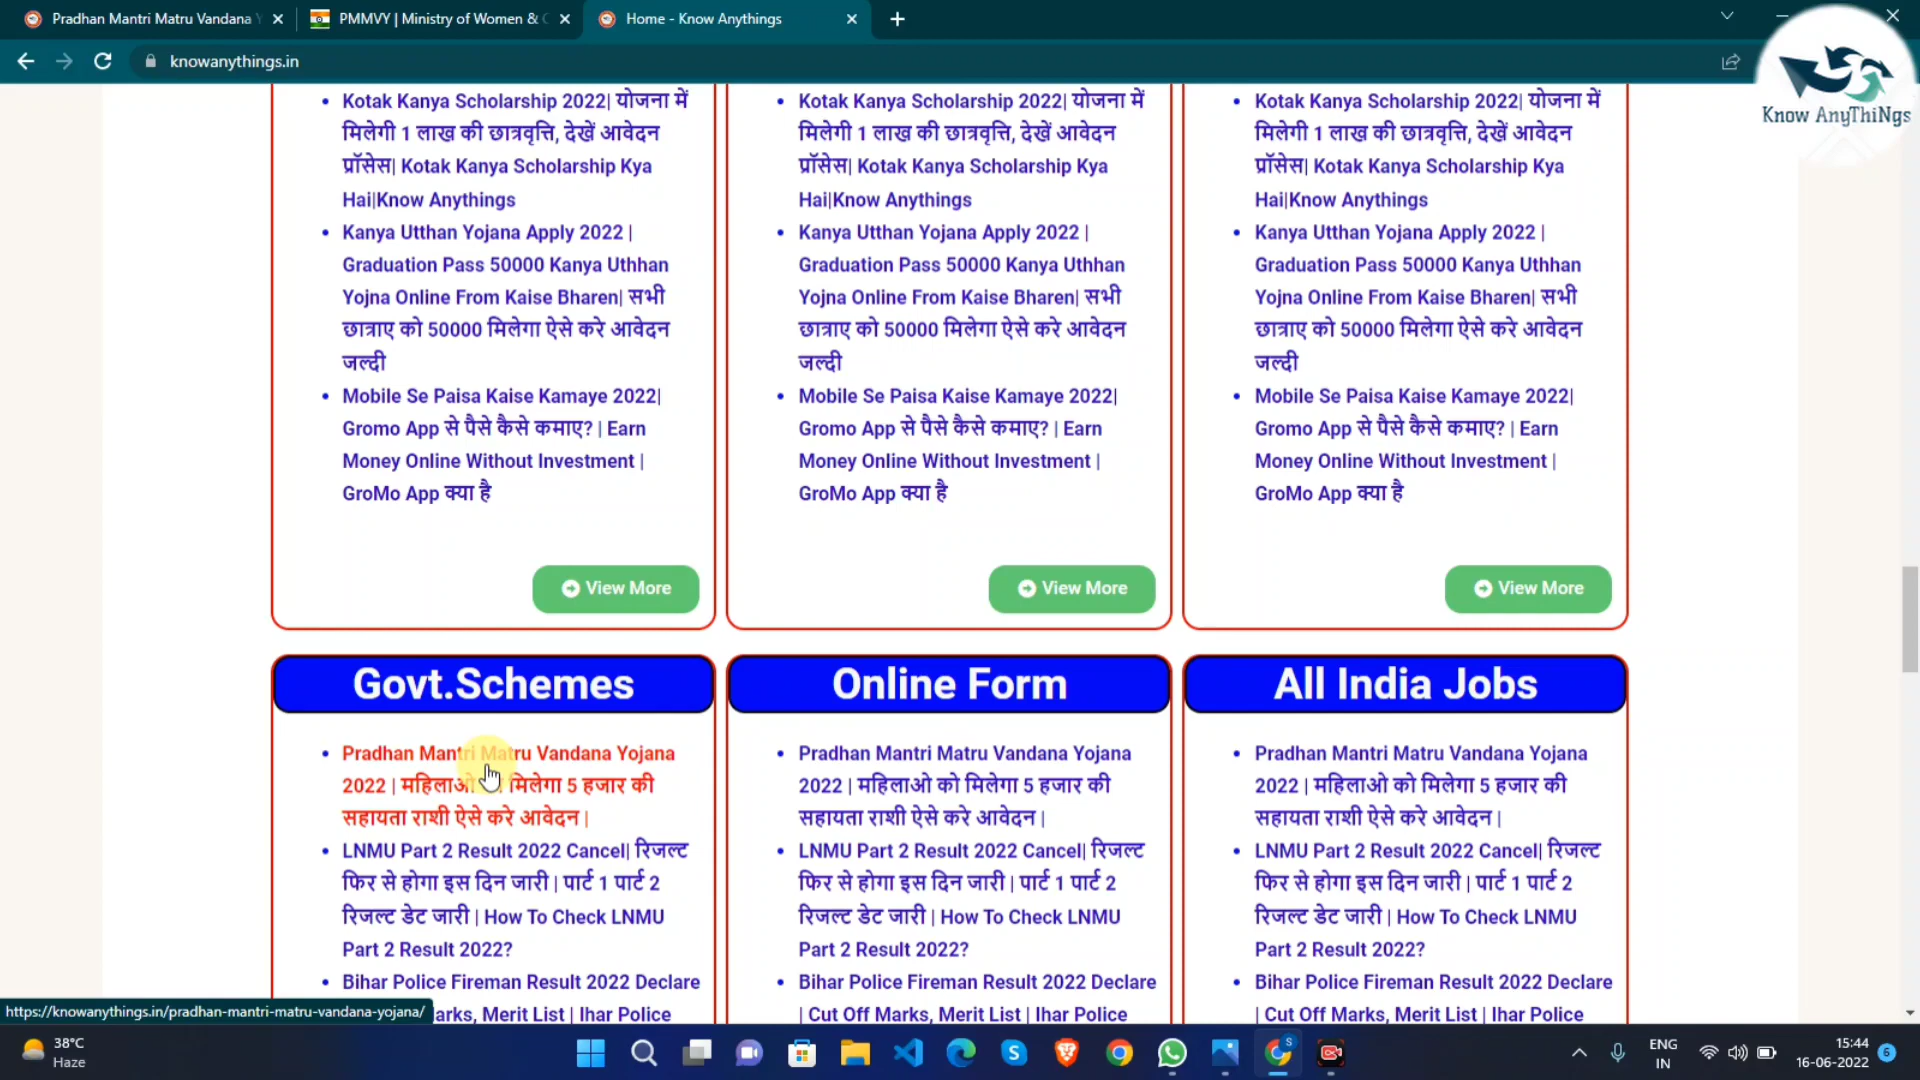 Pradhan Mantri Matru Vandana Y
PMMVY | Ministry of Women & C
Home - Know Anythings
knowanythings.in
Know AnyThiNgs
Kotak Kanya Scholarship 2022| योजना में
मिलेगी 1 लाख की छात्रवृत्ति, देखें आवेदन
प्रॉसेस| Kotak Kanya Scholarship Kya
Hai|Know Anythings
Kanya Utthan Yojana Apply 2022 |
Graduation Pass 50000 Kanya Uthhan
Yojna Online From Kaise Bharen| सभी
छात्राए को 50000 मिलेगा ऐसे करे आवेदन
जल्दी
Mobile Se Paisa Kaise Kamaye 2022|
Gromo App से पैसे कैसे कमाए? | Earn
Money Online Without Investment |
GroMo App क्या है
View More
Kotak Kanya Scholarship 2022| योजना में
मिलेगी 1 लाख की छात्रवृत्ति, देखें आवेदन
प्रॉसेस| Kotak Kanya Scholarship Kya
Hai|Know Anythings
Kanya Utthan Yojana Apply 2022 |
Graduation Pass 50000 Kanya Uthhan
Yojna Online From Kaise Bharen| सभी
छात्राए को 50000 मिलेगा ऐसे करे आवेदन
जल्दी
Mobile Se Paisa Kaise Kamaye 2022|
Gromo App से पैसे कैसे कमाए? | Earn
Money Online Without Investment |
GroMo App क्या है
View More
Kotak Kanya Scholarship 2022| योजना में
मिलेगी 1 लाख की छात्रवृत्ति, देखें आवेदन
प्रॉसेस| Kotak Kanya Scholarship Kya
Hai|Know Anythings
Kanya Utthan Yojana Apply 2022 |
Graduation Pass 50000 Kanya Uthhan
Yojna Online From Kaise Bharen| सभी
छात्राए को 50000 मिलेगा ऐसे करे आवेदन
जल्दी
Mobile Se Paisa Kaise Kamaye 2022|
Gromo App से पैसे कैसे कमाए? | Earn
Money Online Without Investment |
GroMo App क्या है
View More
Govt.Schemes
Pradhan Mantri Matru Vandana Yojana
2022 | महिलाओ मिलेगा 5 हजार की
सहायता राशी ऐसे करे आवेदन |
LNMU Part 2 Result 2022 Cancel| रिजल्ट
फिर से होगा इस दिन जारी | पार्ट 1 पार्ट 2
रिजल्ट डेट जारी | How To Check LNMU
Part 2 Result 2022?
Bihar Police Fireman Result 2022 Declare
arks, Merit List | Ihar Police
Online Form
Pradhan Mantri Matru Vandana Yojana
2022 | महिलाओ को मिलेगा 5 हजार की
सहायता राशी ऐसे करे आवेदन |
LNMU Part 2 Result 2022 Cancel| रिजल्ट
फिर से होगा इस दिन जारी | पार्ट 1 पार्ट 2
रिजल्ट डेट जारी | How To Check LNMU
Part 2 Result 2022?
Bihar Police Fireman Result 2022 Declare
| Cut Off Marks, Merit List | Ihar Police
All India Jobs
Pradhan Mantri Matru Vandana Yojana
2022 | महिलाओ को मिलेगा 5 हजार की
सहायता राशी ऐसे करे आवेदन |
LNMU Part 2 Result 2022 Cancel| रिजल्ट
फिर से होगा इस दिन जारी | पार्ट 1 पार्ट 2
रिजल्ट डेट जारी | How To Check LNMU
Part 2 Result 2022?
Bihar Police Fireman Result 2022 Declare
| Cut Off Marks, Merit List | Ihar Police
https://knowanythings.in/pradhan-mantri-matru-vandana-yojana/
38°C
Haze
S
ENG
IN
15:44
16-06-2022
6